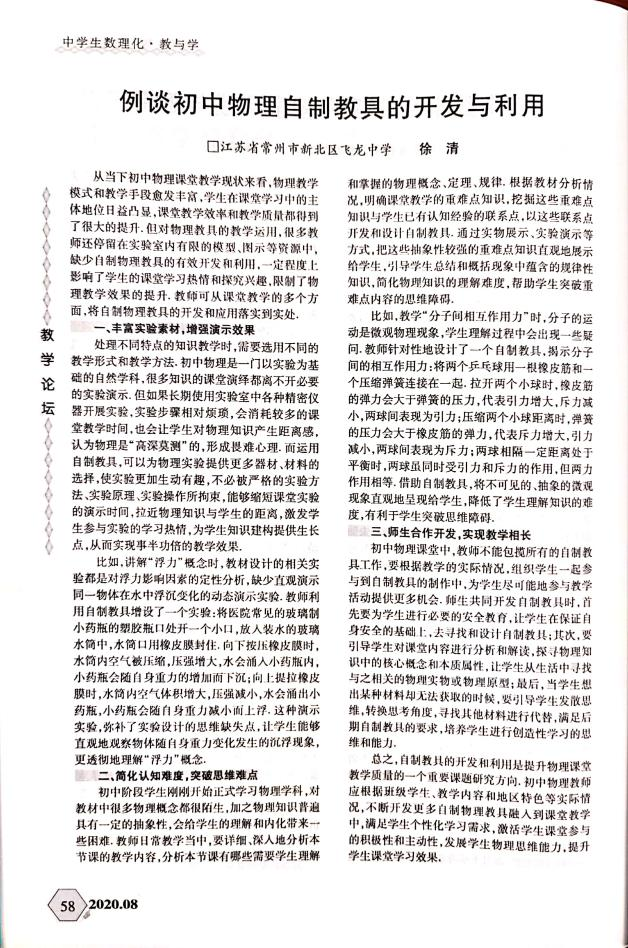 中学生数理化·教与学
例谈初中物理自制教具的开发与利用
□江苏省常州市新北区飞龙中学 徐 清
教学论坛
从当下初中物理课堂教学现状来看,物理教学
模式和教学手段愈发丰富,学生在课堂学习中的主
体地位日益凸显,课堂教学效率和教学质量都得到
了很大的提升.但对物理教具的教学运用,很多教
师还停留在实验室内有限的模型、图示等资源中,
缺少自制物理教具的有效开发和利用,一定程度上
影响了学生的课堂学习热情和探究兴趣,限制了物
理教学效果的提升.教师可从课堂教学的多个方
面,将自制物理教具的开发和应用落实到实处.
一、丰富实验素材,增强演示效果
处理不同特点的知识教学时,需要选用不同的
教学形式和教学方法.初中物理是一门以实验为基
础的自然学科,很多知识的课堂演绎都离不开必要
的实验演示.但如果长期使用实验室中各种精密仪
器开展实验,实验步骤相对烦琐,会消耗较多的课
堂教学时间,也会让学生对物理知识产生距离感,
认为物理是“高深莫测”的,形成畏难心理.而运用
自制教具,可以为物理实验提供更多器材、材料的
选择,使实验更加生动有趣,不必被严格的实验方
法、实验原理、实验操作所拘束,能够缩短课堂实验
的演示时间,拉近物理知识与学生的距离,激发学
生参与实验的学习热情,为学生知识建构提供生长
点,从而实现事半功倍的教学效果.
比如,讲解“浮力”概念时,教材设计的相关实
验都是对浮力影响因素的定性分析,缺少直观演示
同一物体在水中浮沉变化的动态演示实验.教师利
用自制教具增设了一个实验:将医院常见的玻璃制
小药瓶的塑胶瓶口处开一个小口,放入装水的玻璃
水筒中,水筒口用橡皮膜封住.向下按压橡皮膜时,
水筒内空气被压缩,压强增大,水会涌入小药瓶内,
小药瓶会随自身重力的增加而下沉;向上提拉橡皮
膜时,水筒内空气体积增大,压强减小,水会涌出小
药瓶,小药瓶会随自身重力减小而上浮.这种演示
实验,弥补了实验设计的思维缺失点,让学生能够
直观地观察物体随自身重力变化发生的沉浮现象,
更透彻地理解“浮力”概念.
二、简化认知难度,突破思维难点
初中阶段学生刚刚开始正式学习物理学科,对
教材中很多物理概念都很陌生,加之物理知识普遍
具有一定的抽象性,会给学生的理解和内化带来一
些困难.教师日常教学当中,要详细、深入地分析本
节课的教学内容,分析本节课有哪些需要学生理解
和掌握的物理概念、定理、规律.根据教材分析情
况,明确课堂教学的重难点知识,挖掘这些重难点
知识与学生已有认知经验的联系点,以这些联系点
开发和设计自制教具.通过实物展示、实验演示等
方式,把这些抽象性较强的重难点知识直观地展示
给学生,引导学生总结和概括现象中蕴含的规律性
知识,简化物理知识的理解难度,帮助学生突破重
难点内容的思维障碍.
比如,教学“分子间相互作用力”时,分子的运
动是微观物理现象,学生理解过程中会出现一些疑
问.教师针对性地设计了一个自制教具,揭示分子
间的相互作用力:将两个乒乓球用一根橡皮筋和一
个压缩弹簧连接在一起.拉开两个小球时,橡皮筋
的弹力会大于弹簧的压力,代表引力增大,斥力减
小,两球间表现为引力;压缩两个小球距离时,弹簧
的压力会大于橡皮筋的弹力,代表斥力增大,引力
减小,两球间表现为斥力;两球相隔一定距离处于
平衡时,两球虽同时受引力和斥力的作用,但两力
作用相等.借助自制教具,将不可见的、抽象的微观
现象直观地呈现给学生,降低了学生理解知识的难
度,有利于学生突破思维障碍.
三、师生合作开发,实现教学相长
初中物理课堂中,教师不能包揽所有的自制教
具工作,要根据教学的实际情况,组织学生一起参
与到自制教具的制作中,为学生尽可能地参与教学
活动提供更多机会.师生共同开发自制教具时,首
先要为学生进行必要的安全教育,让学生在保证自
身安全的基础上,去寻找和设计自制教具;其次,要
引导学生对课堂内容进行分析和解读,探寻物理知
识中的核心概念和本质属性,让学生从生活中寻找
与之相关的物理实物或物理原型;最后,当学生想
出某种材料却无法获取的时候,要引导学生发散思
维,转换思考角度,寻找其他材料进行代替,满足后
期自制教具的要求,培养学生进行创造性学习的思
维和能力.
总之,自制教具的开发和利用是提升物理课堂
教学质量的一个重要课题研究方向.初中物理教师
应根据班级学生、教学内容和地区特色等实际情
况,不断开发更多自制物理教具融入到课堂教学
中,满足学生个性化学习需求,激活学生课堂参与
的积极性和主动性,发展学生物理思维能力,提升
学生课堂学习效果.
58 2020.08